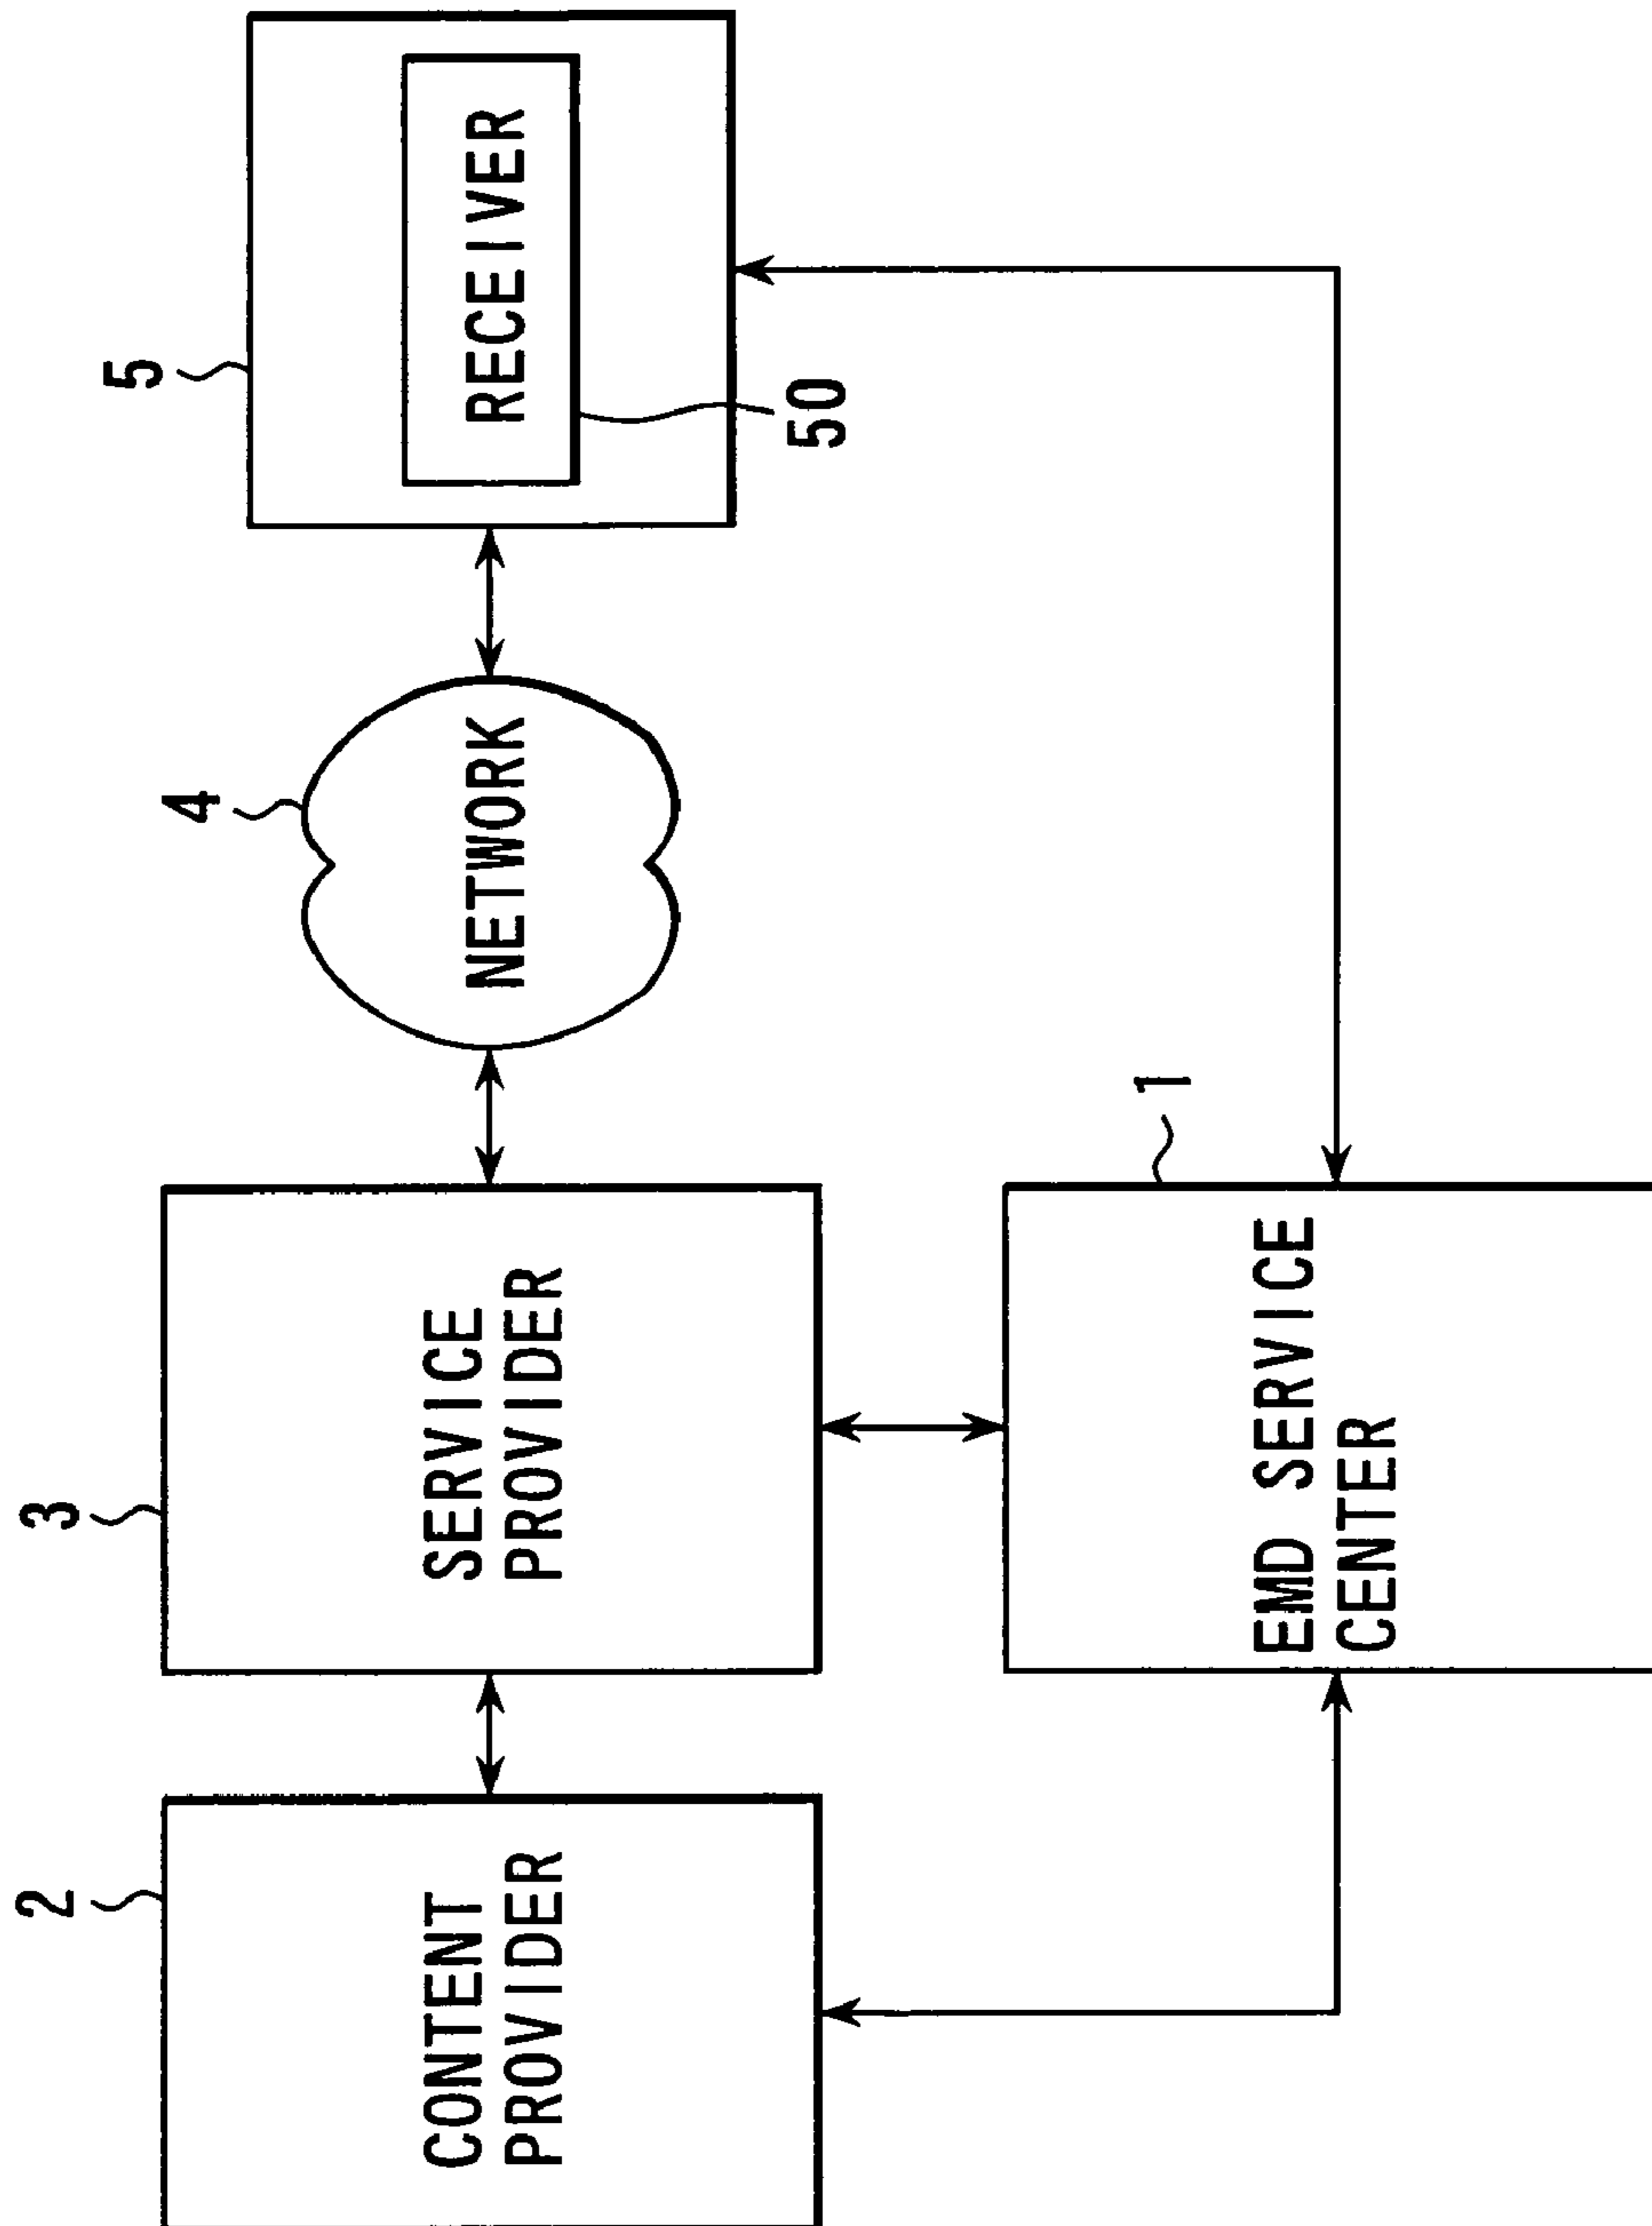 2
CONTENT
PROVIDER
3
SERVICE
PROVIDER
4
NETWORK
5
RECEIVER
50
1
EMD SERVICE
CENTER